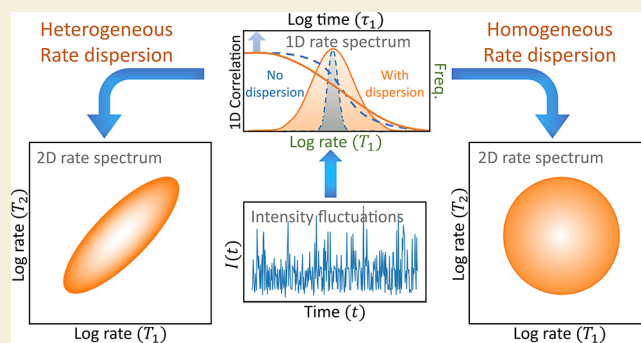 Heterogeneous
Rate dispersion
Log time (τ₁)
1D rate spectrum
1D Correlation
No
dispersion
With
dispersion
Freq.
Log rate (T₁)
Homogeneous
Rate dispersion
2D rate spectrum
Log rate (T₂)
Log rate (T₁)
Intensity fluctuations
I(t)
Time (t)
2D rate spectrum
Log rate (T₂)
Log rate (T₁)